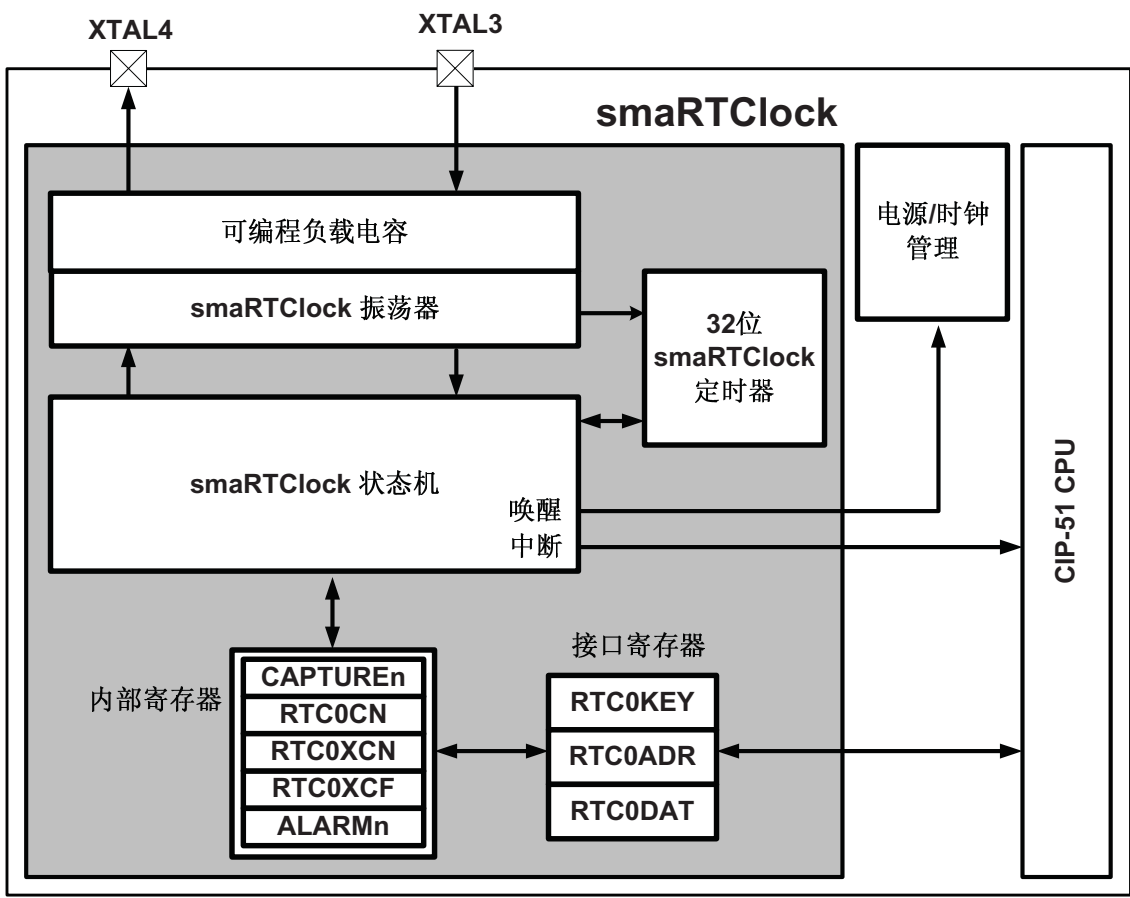 XTAL4
XTAL3
smaRTClock
可编程负载电容
smaRTClock 振荡器
32位
smaRTClock
定时器
电源/时钟
管理
smaRTClock 状态机
唤醒
中断
CIP-51 CPU
内部寄存器
CAPTUREn
RTC0CN
RTC0XCN
RTC0XCF
ALARMn
接口寄存器
RTC0KEY
RTC0ADR
RTC0DAT